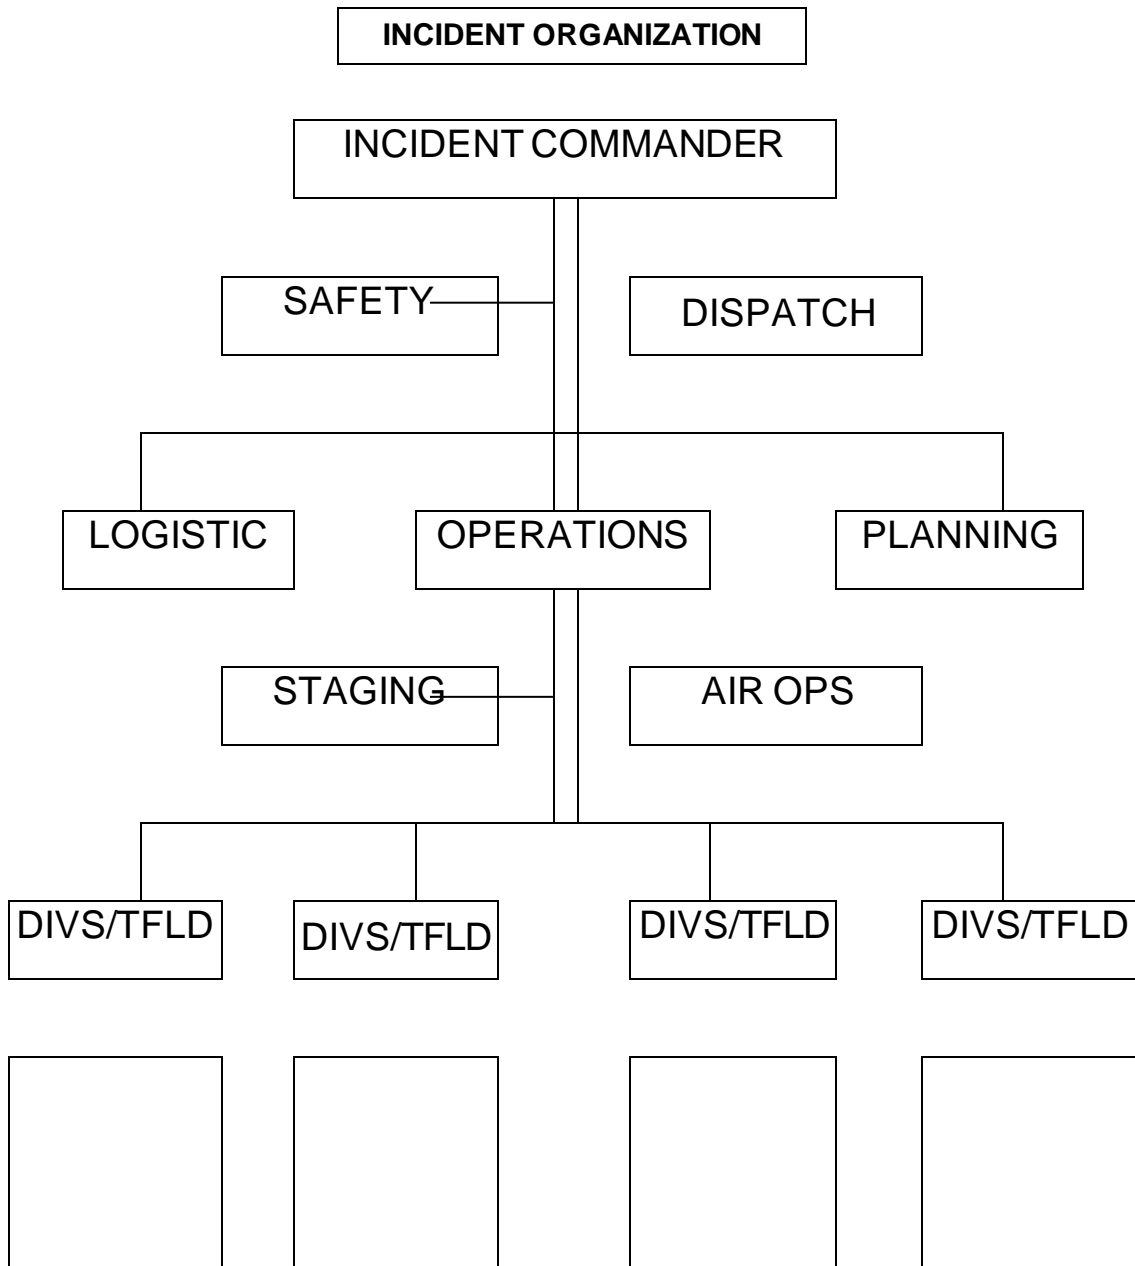 INCIDENT ORGANIZATION
INCIDENT COMMANDER
SAFETY
DISPATCH
LOGISTIC
OPERATIONS
PLANNING
STAGING
AIR OPS
DIVS/TFLD
DIVS/TFLD
DIVS/TFLD
DIVS/TFLD